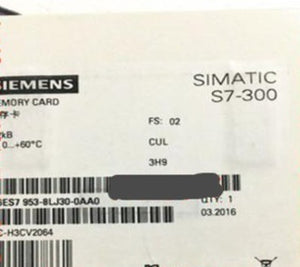 SIEMENS
SIMATIC
S7-300
EMORY CARD
存卡
FS: 02
kB
0...+60°C
CUL
3H9
6ES7 953-8LJ30-0AA0
QTY: 1
03.2016
C-H3CV2064